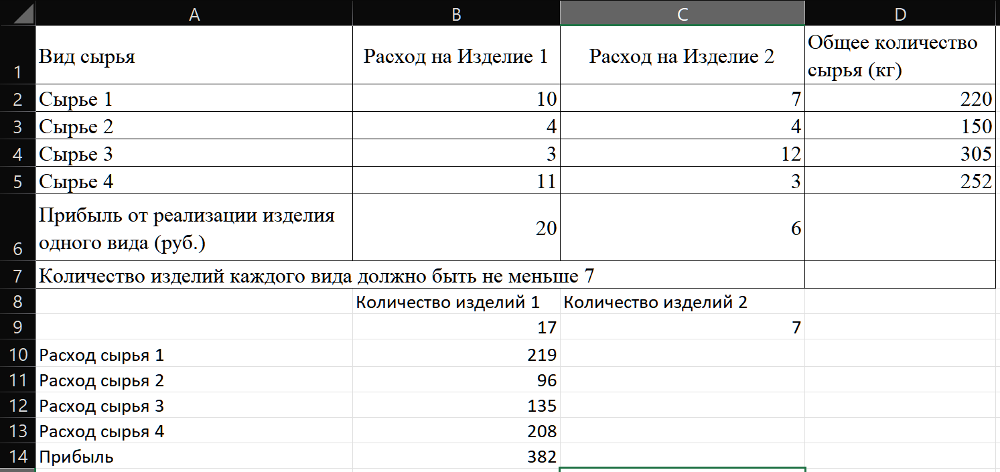 A B C D
1 Вид сырья Расход на Изделие 1 Расход на Изделие 2 Общее количество
сырья (кг)
2 Сырье 1 10 7 220
3 Сырье 2 4 4 150
4 Сырье 3 3 12 305
5 Сырье 4 11 3 252
6 Прибыль от реализации изделия
одного вида (руб.) 20 6
7 Количество изделий каждого вида должно быть не меньше 7
8 Количество изделий 1 Количество изделий 2
9 17 7
10 Расход сырья 1 219
11 Расход сырья 2 96
12 Расход сырья 3 135
13 Расход сырья 4 208
14 Прибыль 382